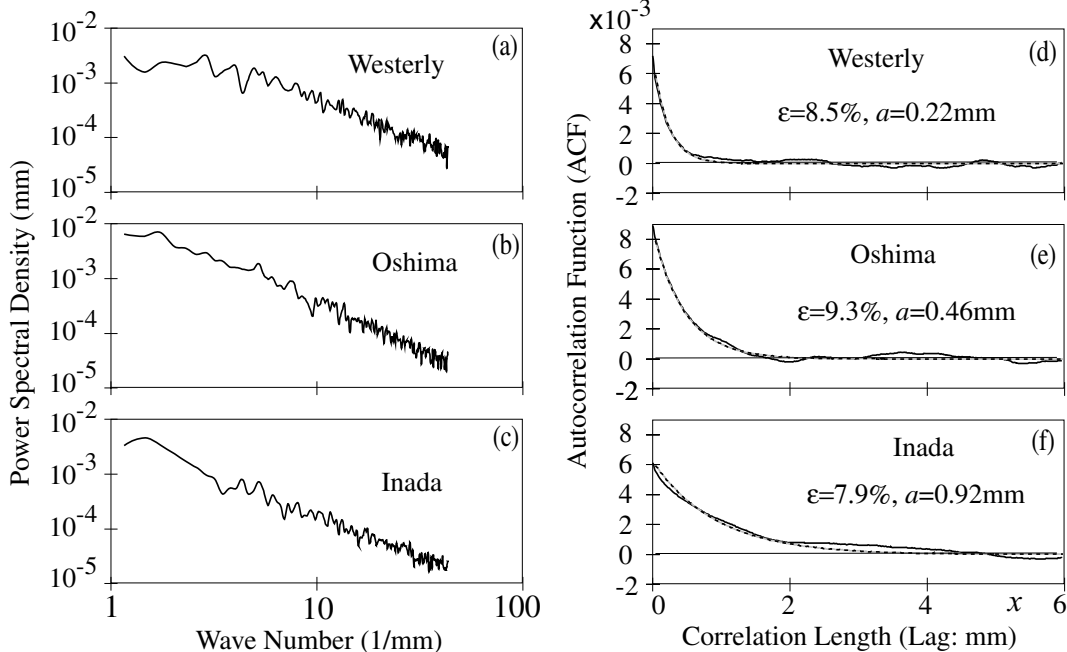 Power Spectral Density (mm)
10^-2
10^-3
10^-4
10^-5
(a)
Westerly
10^-2
10^-3
10^-4
10^-5
(b)
Oshima
10^-2
10^-3
10^-4
10^-5
(c)
Inada
1
10
100
Wave Number (1/mm)
Autocorrelation Function (ACF)
×10^-3
8
6
4
2
0
-2
(d)
Westerly
ε=8.5%, a=0.22mm
8
6
4
2
0
-2
(e)
Oshima
ε=9.3%, a=0.46mm
8
6
4
2
0
-2
(f)
Inada
ε=7.9%, a=0.92mm
0
2
4
x
6
Correlation Length (Lag: mm)